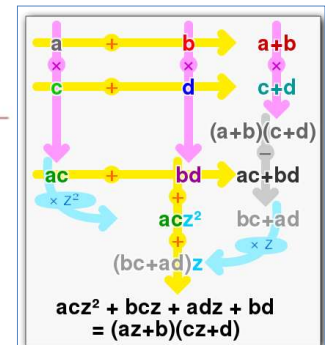 a + b a+b
× × ×
c + d c+d
(a+b)(c+d)
−
ac + bd ac+bd
× z² + acz² bc+ad
+ × z
(bc+ad)z
acz² + bcz + adz + bd
= (az+b)(cz+d)